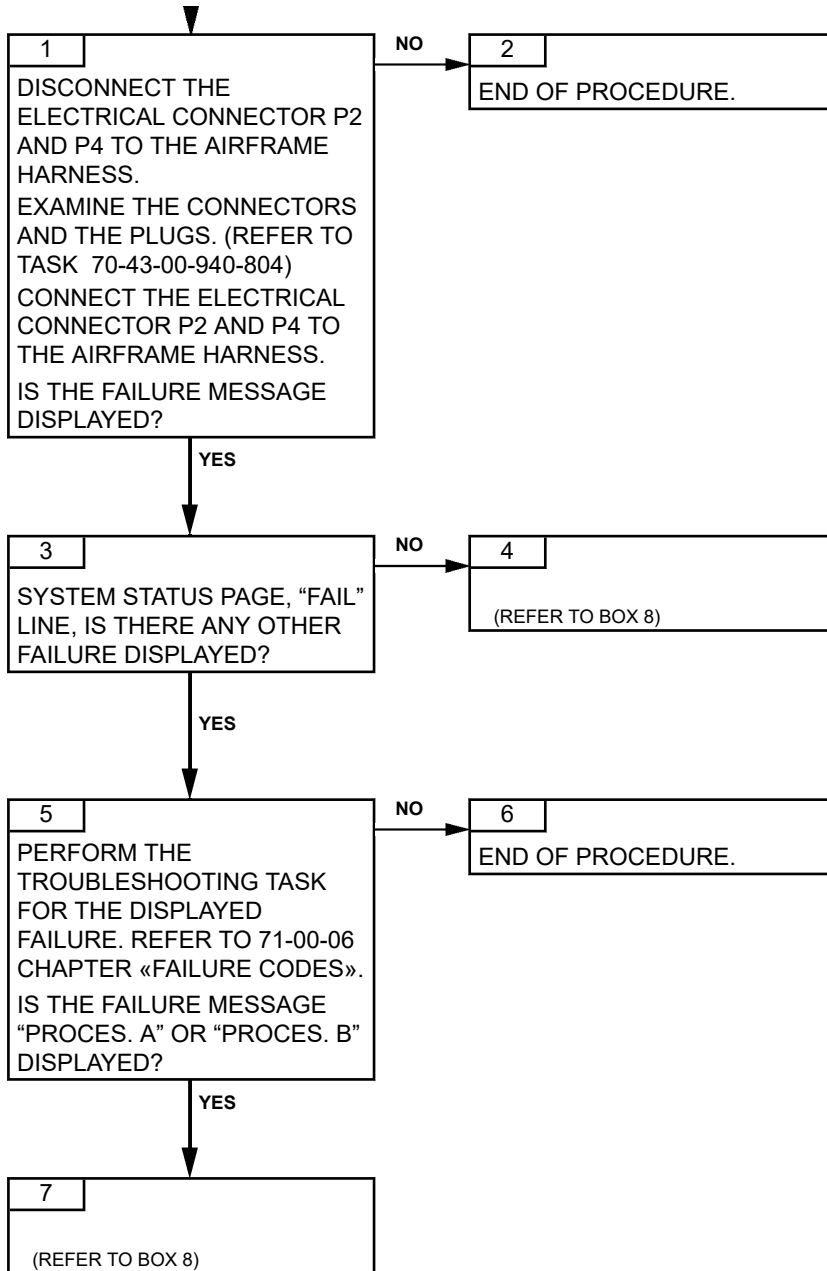 1
DISCONNECT THE
ELECTRICAL CONNECTOR P2
AND P4 TO THE AIRFRAME
HARNESS.
EXAMINE THE CONNECTORS
AND THE PLUGS. (REFER TO
TASK  70-43-00-940-804)
CONNECT THE ELECTRICAL
CONNECTOR P2 AND P4 TO
THE AIRFRAME HARNESS.
IS THE FAILURE MESSAGE
DISPLAYED?
NO
2
END OF PROCEDURE.
YES
3
SYSTEM STATUS PAGE, “FAIL”
LINE, IS THERE ANY OTHER
FAILURE DISPLAYED?
NO
4
(REFER TO BOX 8)
YES
5
PERFORM THE
TROUBLESHOOTING TASK
FOR THE DISPLAYED
FAILURE. REFER TO 71-00-06
CHAPTER «FAILURE CODES».
IS THE FAILURE MESSAGE
“PROCES. A” OR “PROCES. B”
DISPLAYED?
NO
6
END OF PROCEDURE.
YES
7
(REFER TO BOX 8)